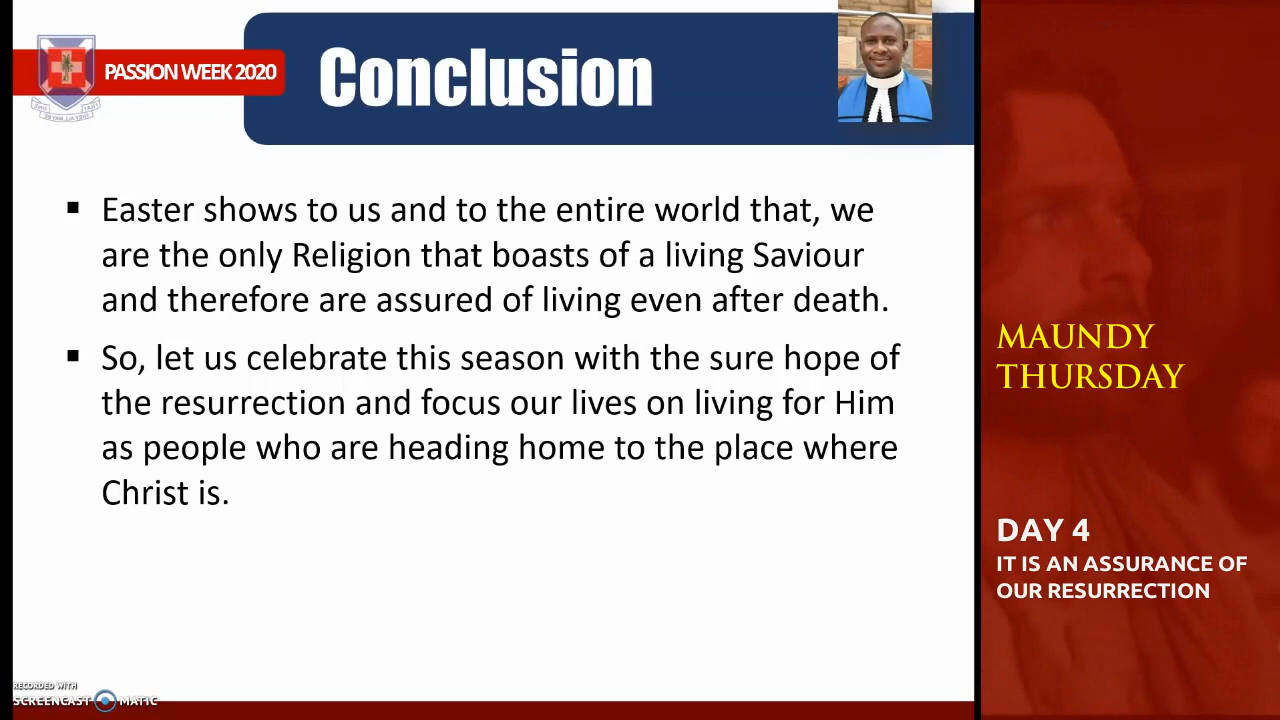 PASSION WEEK 2020
Conclusion
▪ Easter shows to us and to the entire world that, we
are the only Religion that boasts of a living Saviour
and therefore are assured of living even after death.
▪ So, let us celebrate this season with the sure hope of
the resurrection and focus our lives on living for Him
as people who are heading home to the place where
Christ is.
MAUNDY
THURSDAY
DAY 4
IT IS AN ASSURANCE OF
OUR RESURRECTION
RECORDED WITH
SCREENCAST MATIC